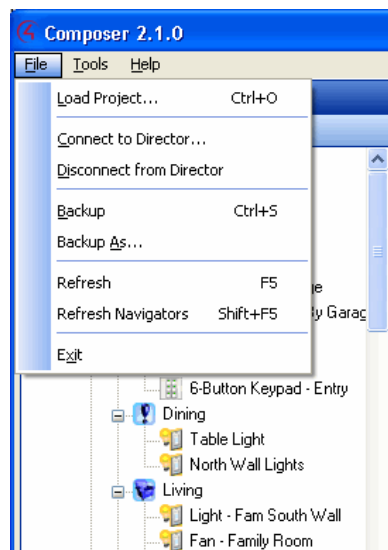 Composer 2.1.0
File Tools Help
Load Project... Ctrl+O
Connect to Director...
Disconnect from Director
Backup Ctrl+S
Backup As...
Refresh F5
Refresh Navigators Shift+F5
Exit
6-Button Keypad - Entry
Dining
Table Light
North Wall Lights
Living
Light - Fam South Wall
Fan - Family Room